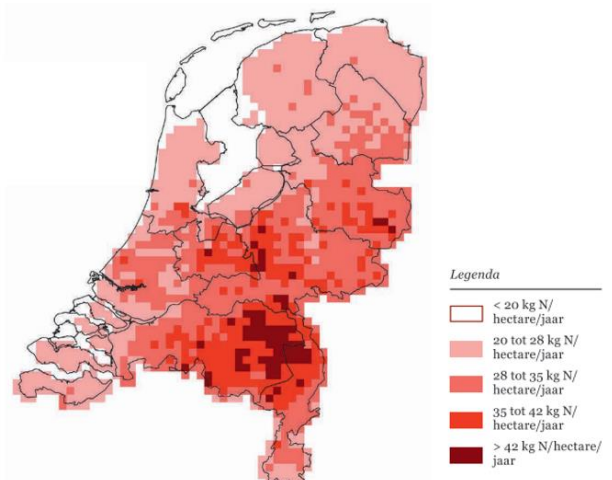 Legenda
< 20 kg N/
hectare/jaar
20 tot 28 kg N/
hectare/jaar
28 tot 35 kg N/
hectare/jaar
35 tot 42 kg N/
hectare/jaar
> 42 kg N/hectare/
jaar